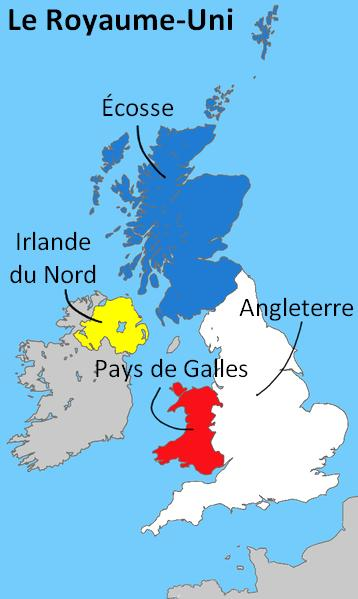 Le Royaume-Uni
Écosse
Irlande
du Nord
Angleterre
Pays de Galles